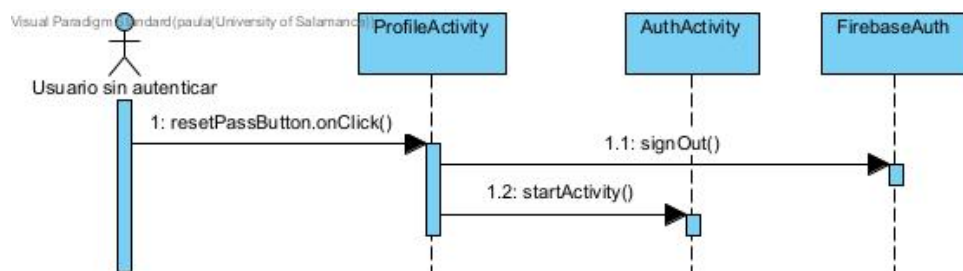 Visual Paradigm Standard(paula(University of Salamanca))
ProfileActivity
AuthActivity
FirebaseAuth
Usuario sin autenticar
1: resetPassButton.onClick()
1.1: signOut()
1.2: startActivity()